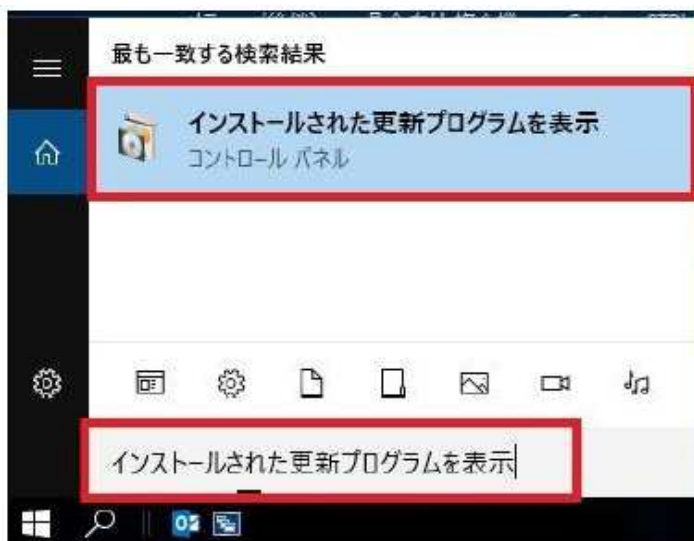 最も一致する検索結果
インストールされた更新プログラムを表示
コントロール パネル
インストールされた更新プログラムを表示